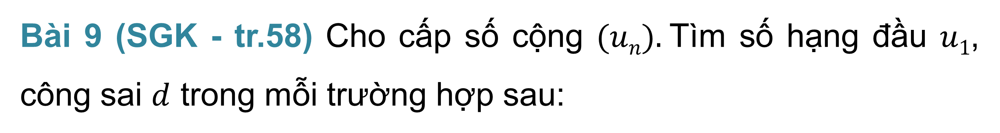 Bài 9 (SGK - tr.58) Cho cấp số cộng (uₙ). Tìm số hạng đầu u₁,
công sai d trong mỗi trường hợp sau: